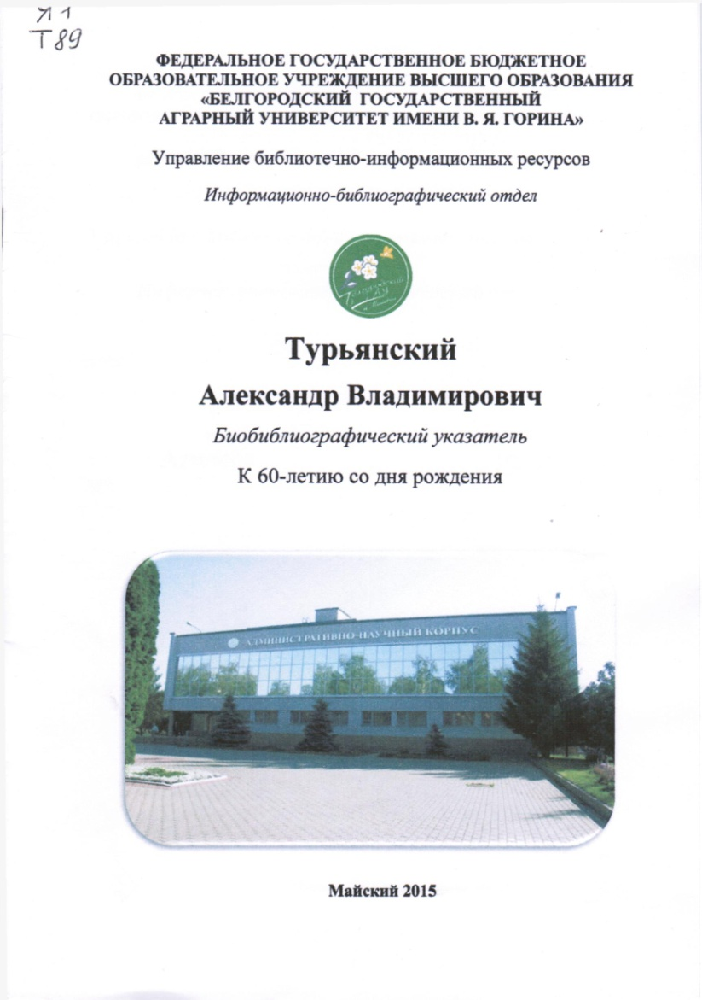 Я1
Т89
ФЕДЕРАЛЬНОЕ ГОСУДАРСТВЕННОЕ БЮДЖЕТНОЕ
ОБРАЗОВАТЕЛЬНОЕ УЧРЕЖДЕНИЕ ВЫСШЕГО ОБРАЗОВАНИЯ
«БЕЛГОРОДСКИЙ ГОСУДАРСТВЕННЫЙ
АГРАРНЫЙ УНИВЕРСИТЕТ ИМЕНИ В. Я. ГОРИНА»
Управление библиотечно-информационных ресурсов
Информационно-библиографический отдел
Турьянский
Александр Владимирович
Биобиблиографический указатель
К 60-летию со дня рождения
АДМИНИСТРАТИВНО-НАУЧНЫЙ КОРПУС
Майский 2015